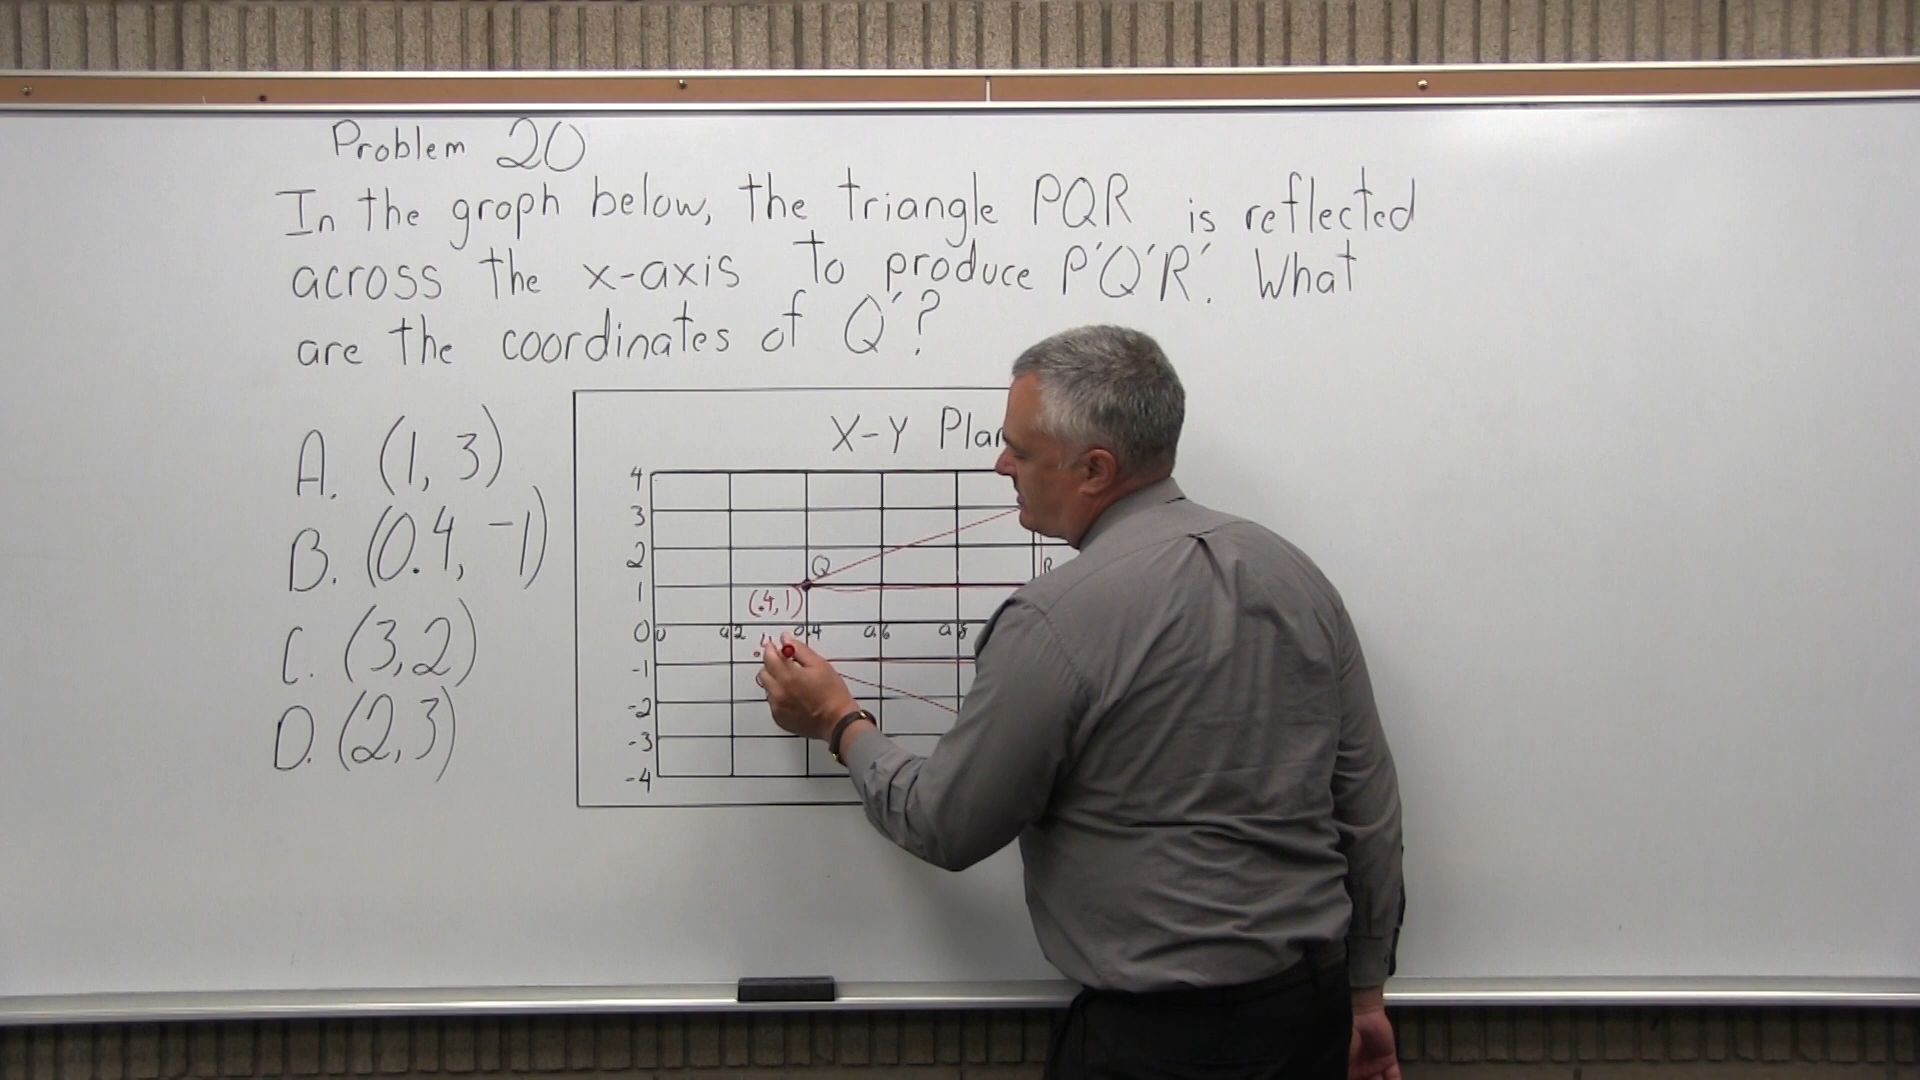 Problem 20
In the graph below, the triangle PQR is reflected
across the x-axis to produce P'Q'R'. What
are the coordinates of Q'?
A. (1, 3)
B. (0.4, -1)
C. (3,2)
D. (2,3)
X-Y
4
3
2
Q
1
(.4,1)
0 0 0.2 0.4 0.6 0.8
-1
-2
-3
-4